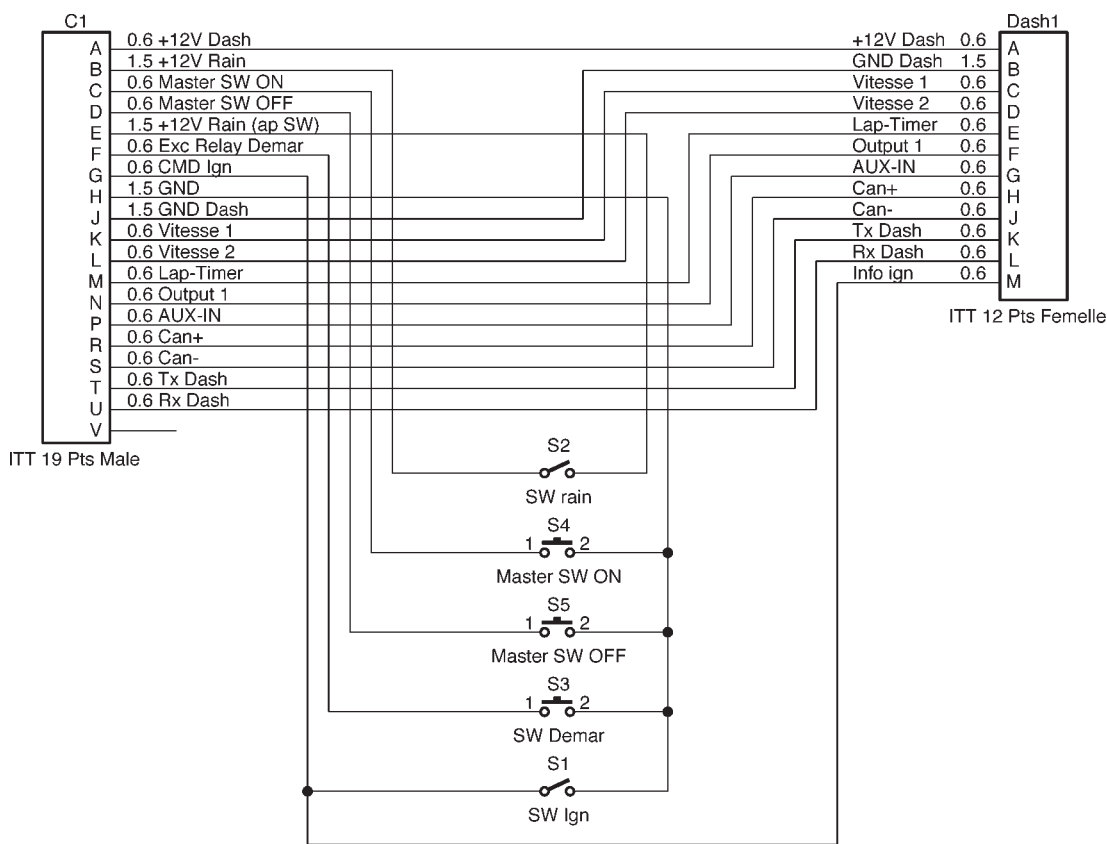 C1
A 0.6 +12V Dash
B 1.5 +12V Rain
C 0.6 Master SW ON
D 0.6 Master SW OFF
E 1.5 +12V Rain (ap SW)
F 0.6 Exc Relay Demar
G 0.6 CMD Ign
H 1.5 GND
J 1.5 GND Dash
K 0.6 Vitesse 1
L 0.6 Vitesse 2
M 0.6 Lap-Timer
N 0.6 Output 1
P 0.6 AUX-IN
R 0.6 Can+
S 0.6 Can-
T 0.6 Tx Dash
U 0.6 Rx Dash
V
ITT 19 Pts Male
Dash1
+12V Dash 0.6 A
GND Dash 1.5 B
Vitesse 1 0.6 C
Vitesse 2 0.6 D
Lap-Timer 0.6 E
Output 1 0.6 F
AUX-IN 0.6 G
Can+ 0.6 H
Can- 0.6 J
Tx Dash 0.6 K
Rx Dash 0.6 L
Info ign 0.6 M
ITT 12 Pts Femelle
S2
SW rain
S4
1 2
Master SW ON
S5
1 2
Master SW OFF
S3
1 2
SW Demar
S1
SW Ign